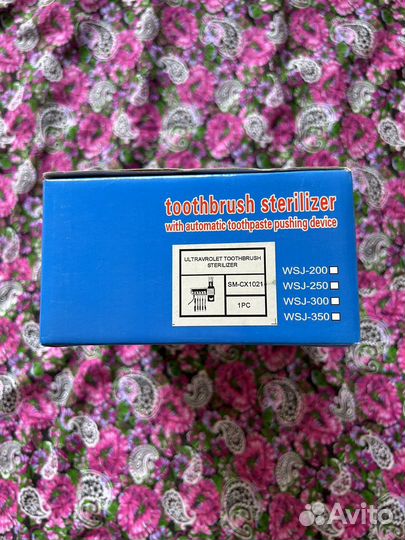 toothbrush sterilizer
with automatic toothpaste pushing device
ULTRAVROLET TOOTHBRUSH
STERILIZER
SM-CX1021
1PC
WSJ-200
WSJ-250
WSJ-300
WSJ-350
Avito